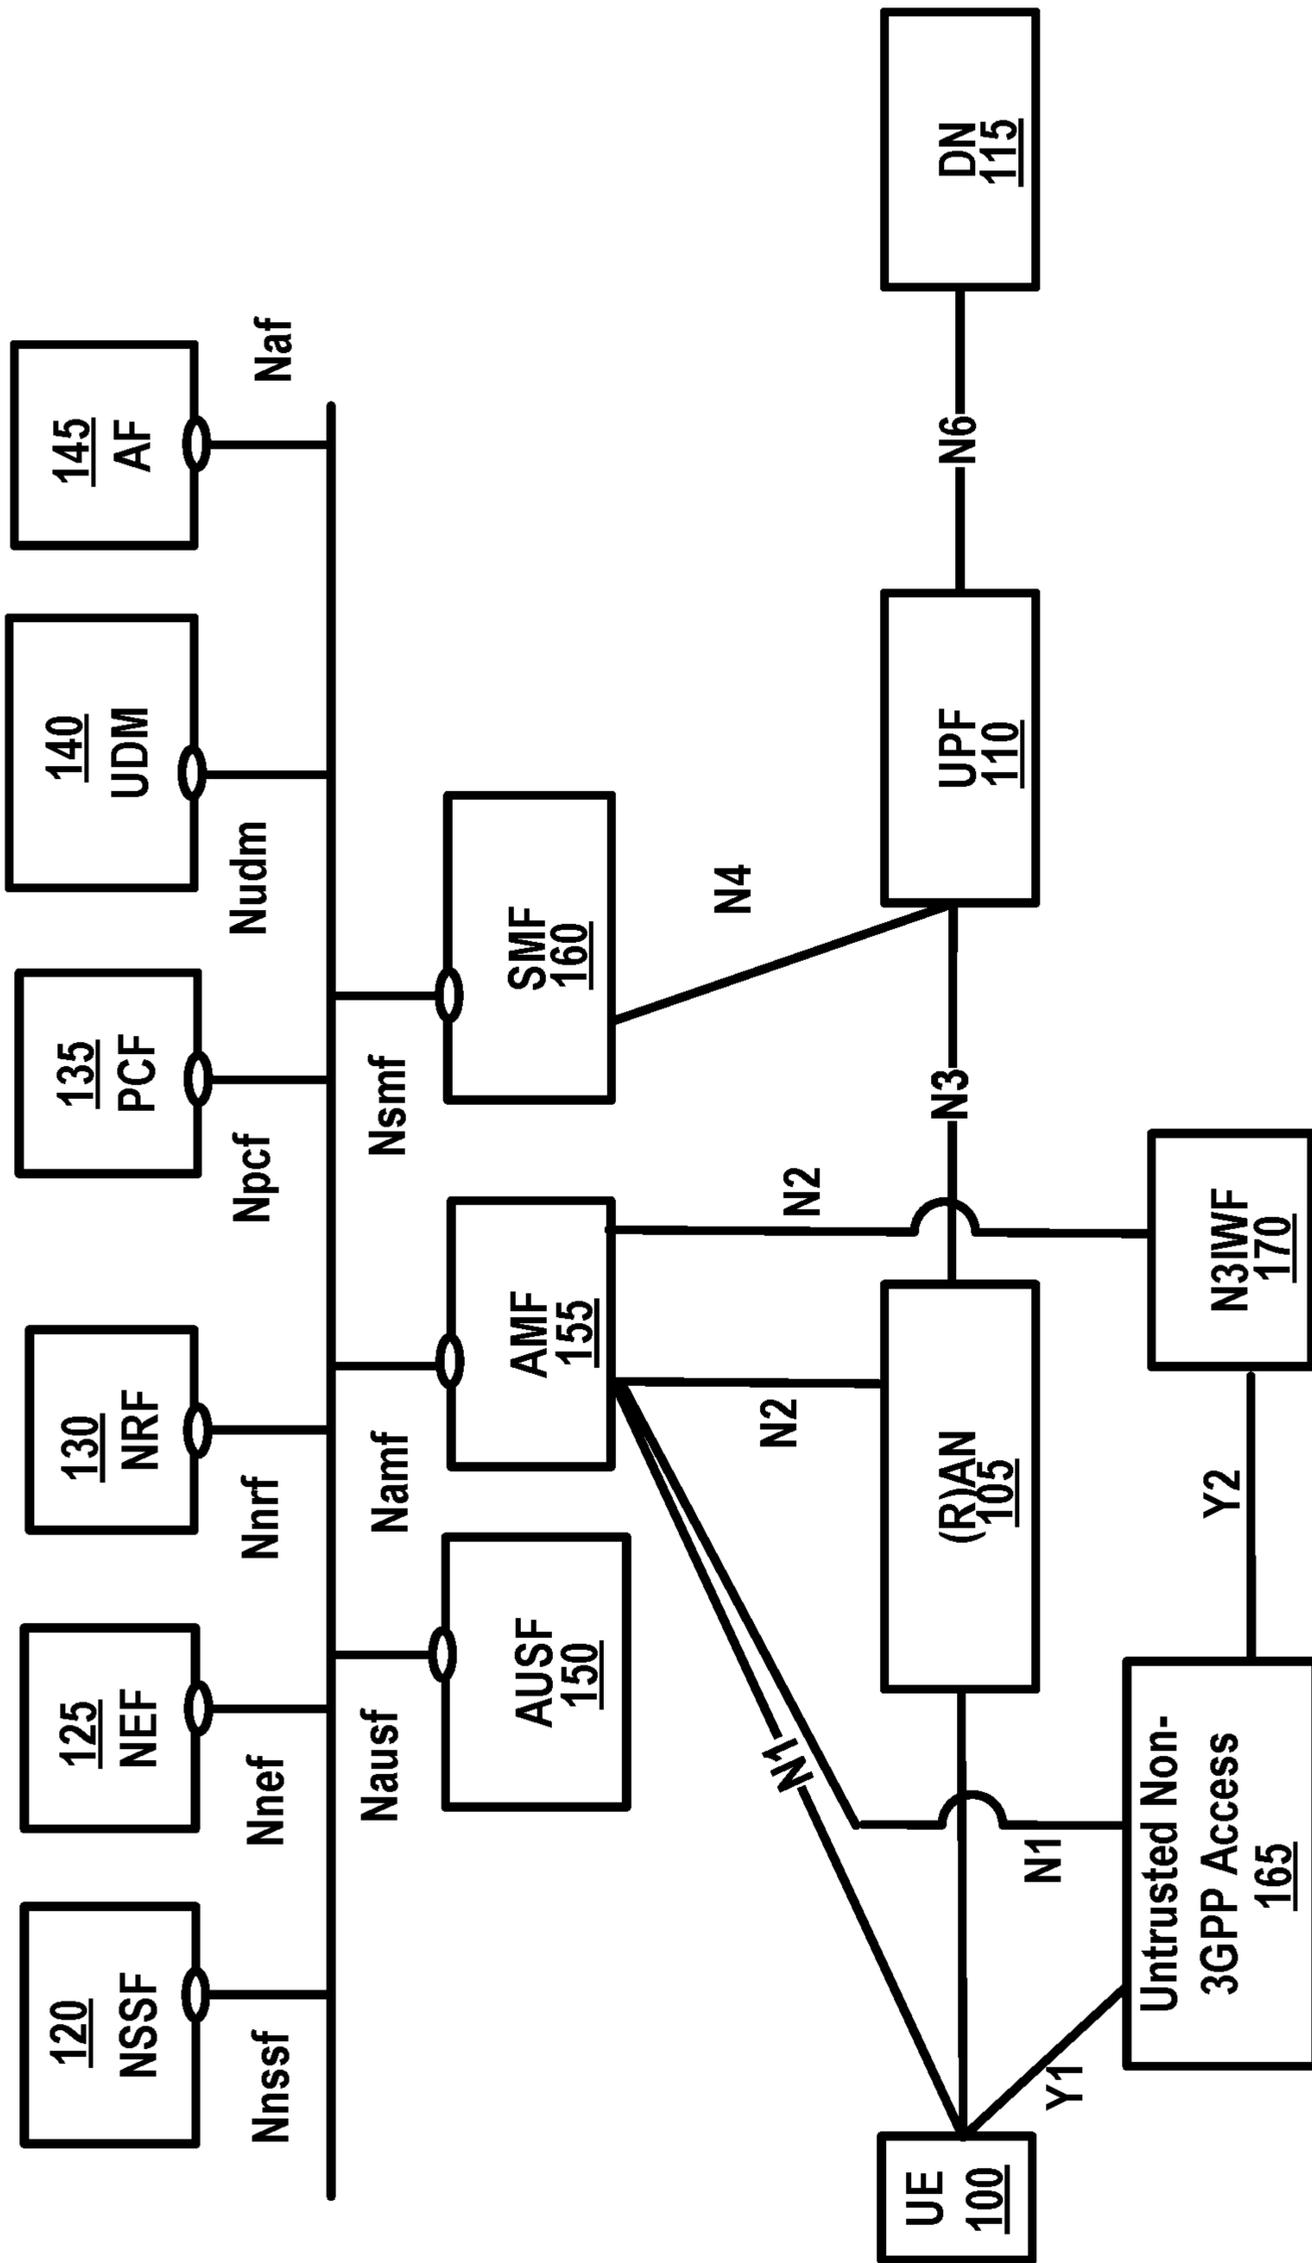 120
NSSF
125
NEF
130
NRF
135
PCF
140
UDM
145
AF
Nnssf
Nnef
Nnrf
Npcf
Nudm
Naf
Nausf
Namf
Nsmf
AUSF
150
AMF
155
SMF
160
N1
N2
N2
N4
UE
100
(R)AN
105
N3
UPF
110
N6
DN
115
N1
Y1
Untrusted Non-
3GPP Access
165
Y2
N3IWF
170